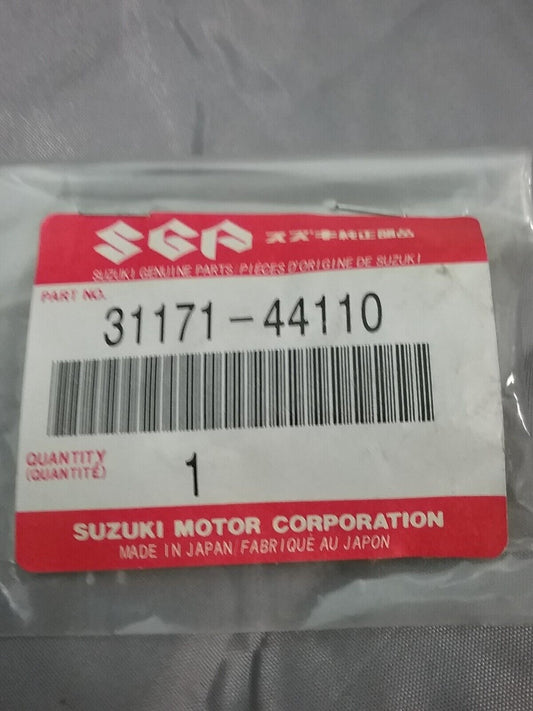 SGP スズキ純正部品
SUZUKI GENUINE PARTS PIECES D'ORIGINE DE SUZUKI
PART NO.
31171-44110
QUANTITY
(QUANTITÉ)
1
SUZUKI MOTOR CORPORATION
MADE IN JAPAN/FABRIQUÉ AU JAPON